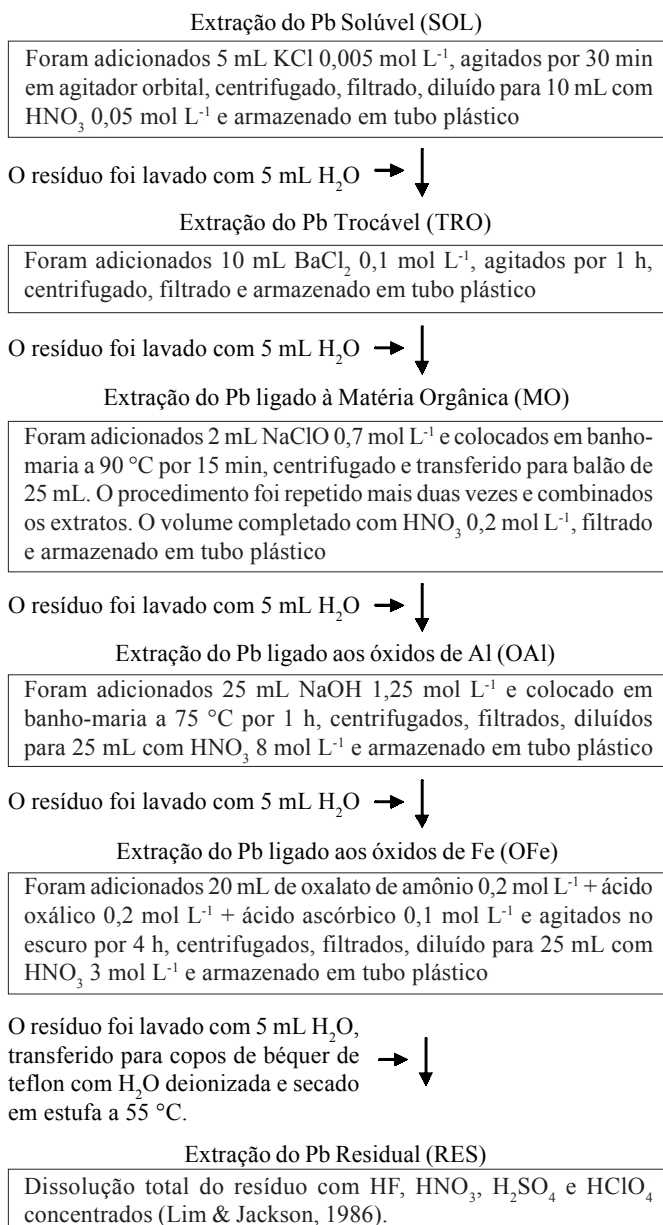 Extração do Pb Solúvel (SOL)
Foram adicionados 5 mL KCl 0,005 mol L⁻¹, agitados por 30 min
em agitador orbital, centrifugado, filtrado, diluído para 10 mL com
HNO₃ 0,05 mol L⁻¹ e armazenado em tubo plástico
O resíduo foi lavado com 5 mL H₂O
Extração do Pb Trocável (TRO)
Foram adicionados 10 mL BaCl₂ 0,1 mol L⁻¹, agitados por 1 h,
centrifugado, filtrado e armazenado em tubo plástico
O resíduo foi lavado com 5 mL H₂O
Extração do Pb ligado à Matéria Orgânica (MO)
Foram adicionados 2 mL NaClO 0,7 mol L⁻¹ e colocados em banho-
maria a 90 °C por 15 min, centrifugado e transferido para balão de
25 mL. O procedimento foi repetido mais duas vezes e combinados
os extratos. O volume completado com HNO₃ 0,2 mol L⁻¹, filtrado
e armazenado em tubo plástico
O resíduo foi lavado com 5 mL H₂O
Extração do Pb ligado aos óxidos de Al (OAl)
Foram adicionados 25 mL NaOH 1,25 mol L⁻¹ e colocado em
banho-maria a 75 °C por 1 h, centrifugados, filtrados, diluídos
para 25 mL com HNO₃ 8 mol L⁻¹ e armazenado em tubo plástico
O resíduo foi lavado com 5 mL H₂O
Extração do Pb ligado aos óxidos de Fe (OFe)
Foram adicionados 20 mL de oxalato de amônio 0,2 mol L⁻¹ + ácido
oxálico 0,2 mol L⁻¹ + ácido ascórbico 0,1 mol L⁻¹ e agitados no
escuro por 4 h, centrifugados, filtrados, diluído para 25 mL com
HNO₃ 3 mol L⁻¹ e armazenado em tubo plástico
O resíduo foi lavado com 5 mL H₂O,
transferido para copos de béquer de
teflon com H₂O deionizada e secado
em estufa a 55 °C.
Extração do Pb Residual (RES)
Dissolução total do resíduo com HF, HNO₃, H₂SO₄ e HClO₄
concentrados (Lim & Jackson, 1986).